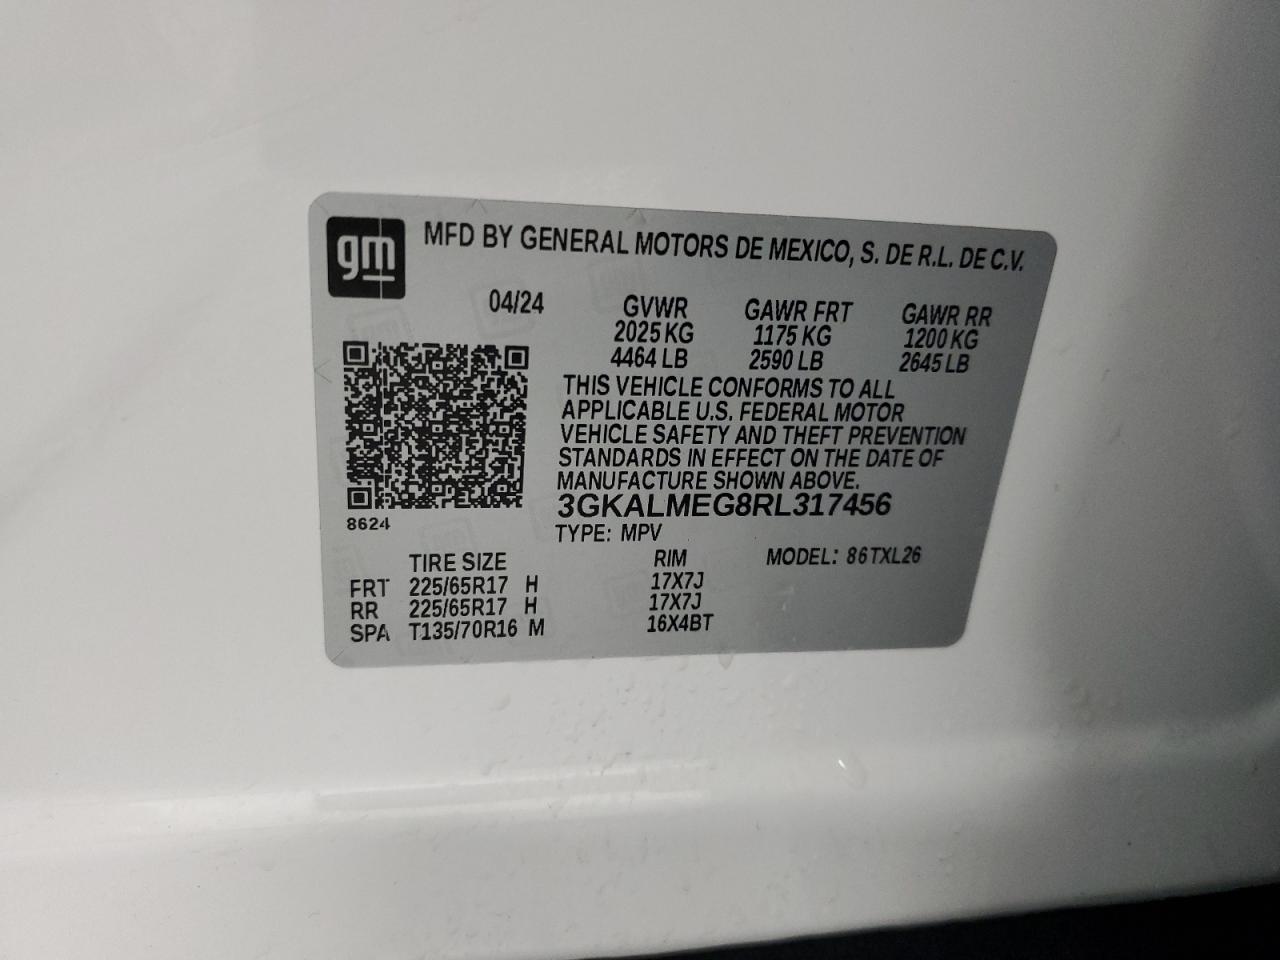 gm
MFD BY GENERAL MOTORS DE MEXICO, S. DE R.L. DE C.V.
04/24 GVWR GAWR FRT GAWR RR
2025 KG 1175 KG 1200 KG
4464 LB 2590 LB 2645 LB
THIS VEHICLE CONFORMS TO ALL
APPLICABLE U.S. FEDERAL MOTOR
VEHICLE SAFETY AND THEFT PREVENTION
STANDARDS IN EFFECT ON THE DATE OF
MANUFACTURE SHOWN ABOVE.
3GKALMEG8RL317456
8624
TYPE: MPV
TIRE SIZE RIM MODEL: 86TXL26
FRT 225/65R17 H 17X7J
RR 225/65R17 H 17X7J
SPA T135/70R16 M 16X4BT